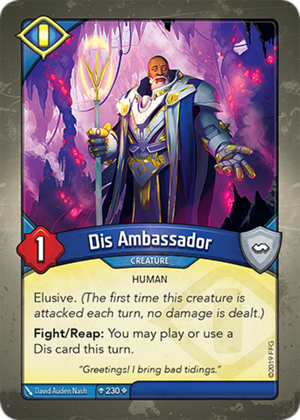 Dis Ambassador
1
CREATURE
HUMAN
Elusive. (The first time this creature is
attacked each turn, no damage is dealt.)
Fight/Reap: You may play or use a
Dis card this turn.
"Greetings! I bring bad tidings."
David Auden Nash
230
©2019 FFG